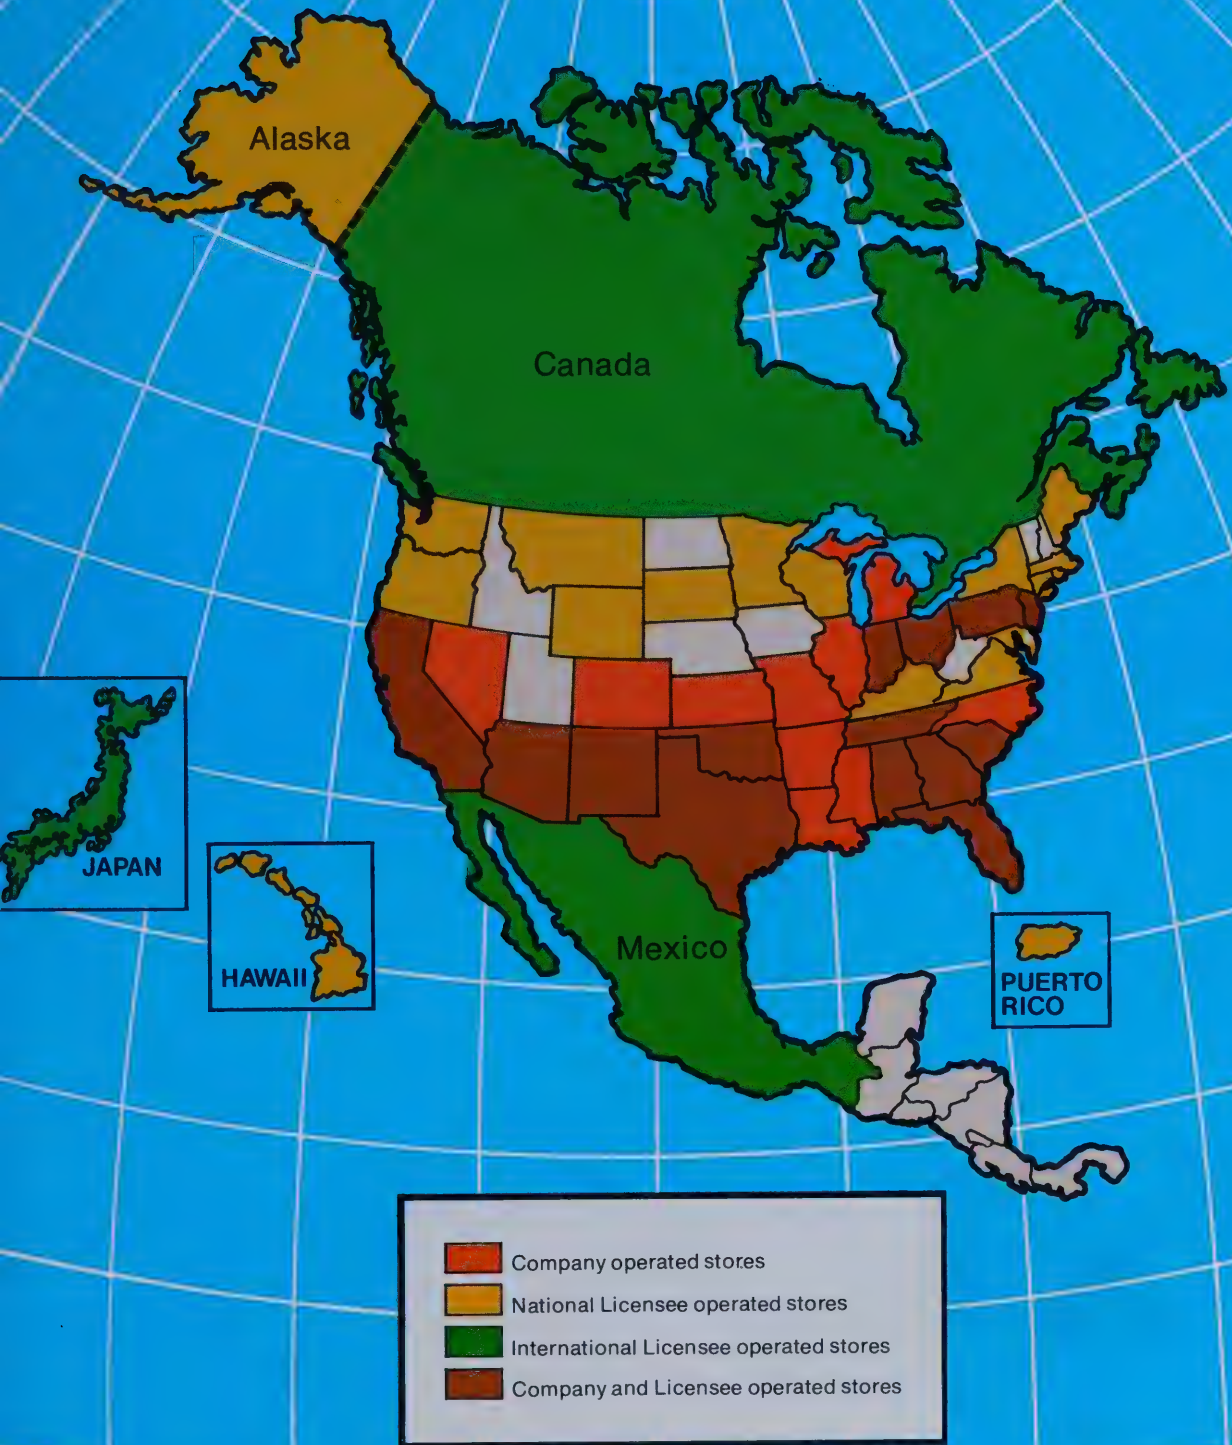 Alaska
Canada
JAPAN
HAWAII
Mexico
PUERTO
RICO
Company operated stores
National Licensee operated stores
International Licensee operated stores
Company and Licensee operated stores